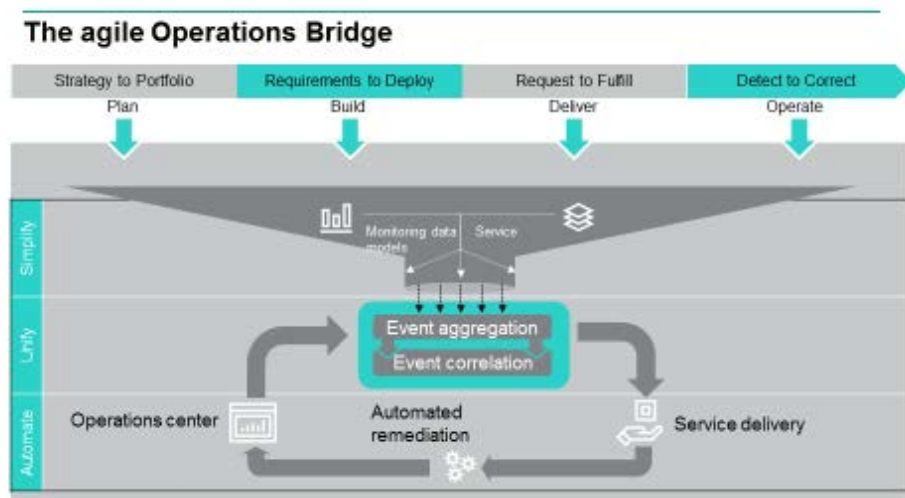 The agile Operations Bridge
Strategy to Portfolio
Requirements to Deploy
Request to Fulfill
Detect to Correct
Plan
Build
Deliver
Operate
Simplify
Monitoring data
models
Service
Unify
Event aggregation
Event correlation
Automate
Operations center
Automated
remediation
Service delivery